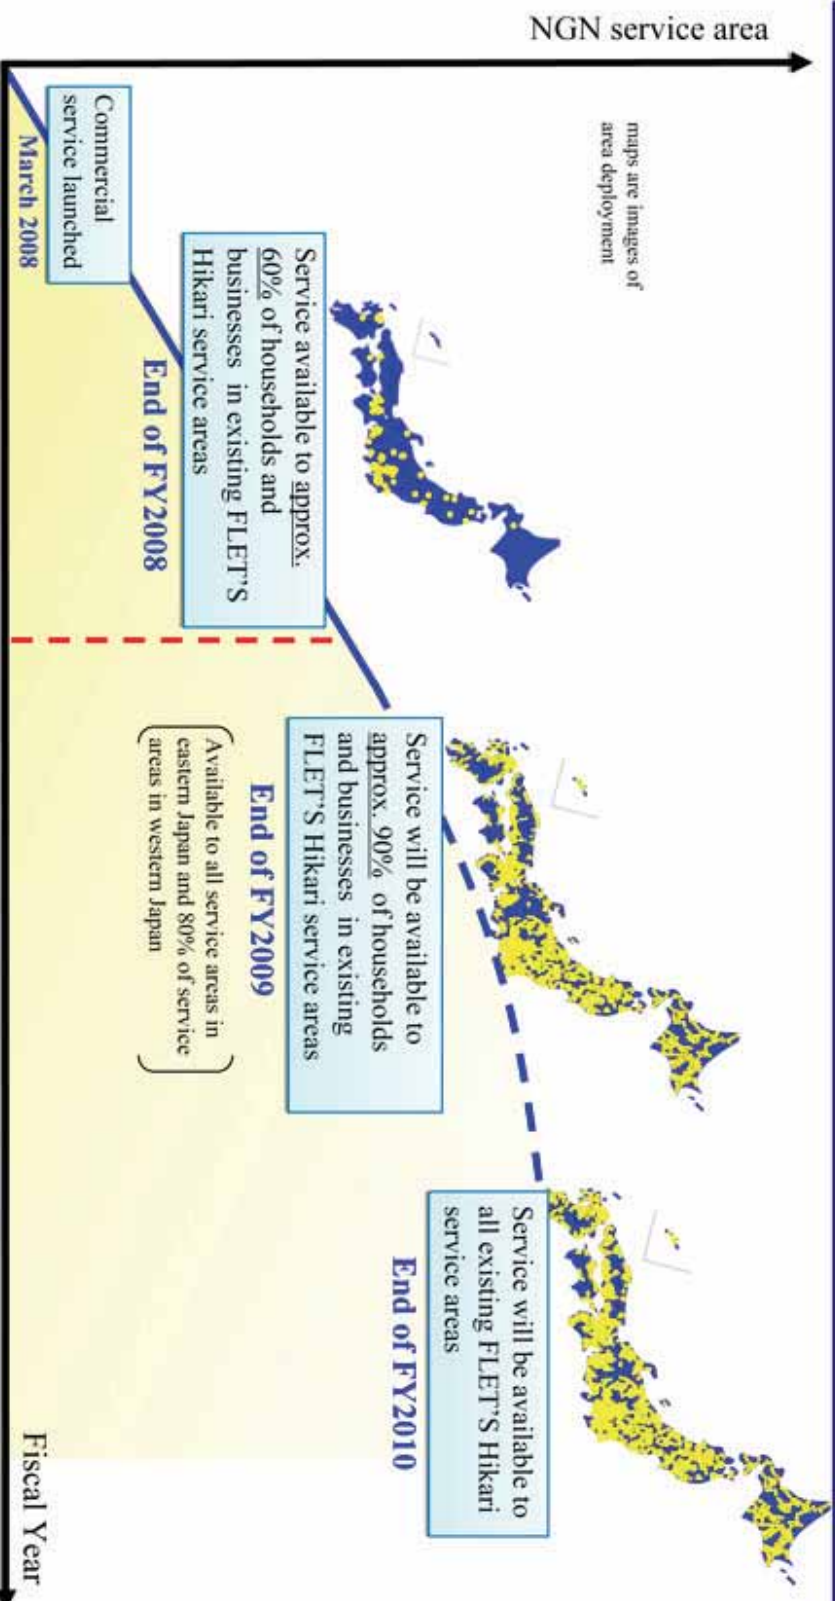 NGN service area
maps are images of
area deployment
Commercial
service launched
March 2008
Service available to approx.
60% of households and
businesses in existing FLET'S
Hikari service areas
End of FY2008
Service will be available to
approx. 90% of households
and businesses in existing
FLET'S Hikari service areas
End of FY2009
Available to all service areas in
eastern Japan and 80% of service
areas in western Japan
Service will be available to
all existing FLET'S Hikari
service areas
End of FY2010
Fiscal Year